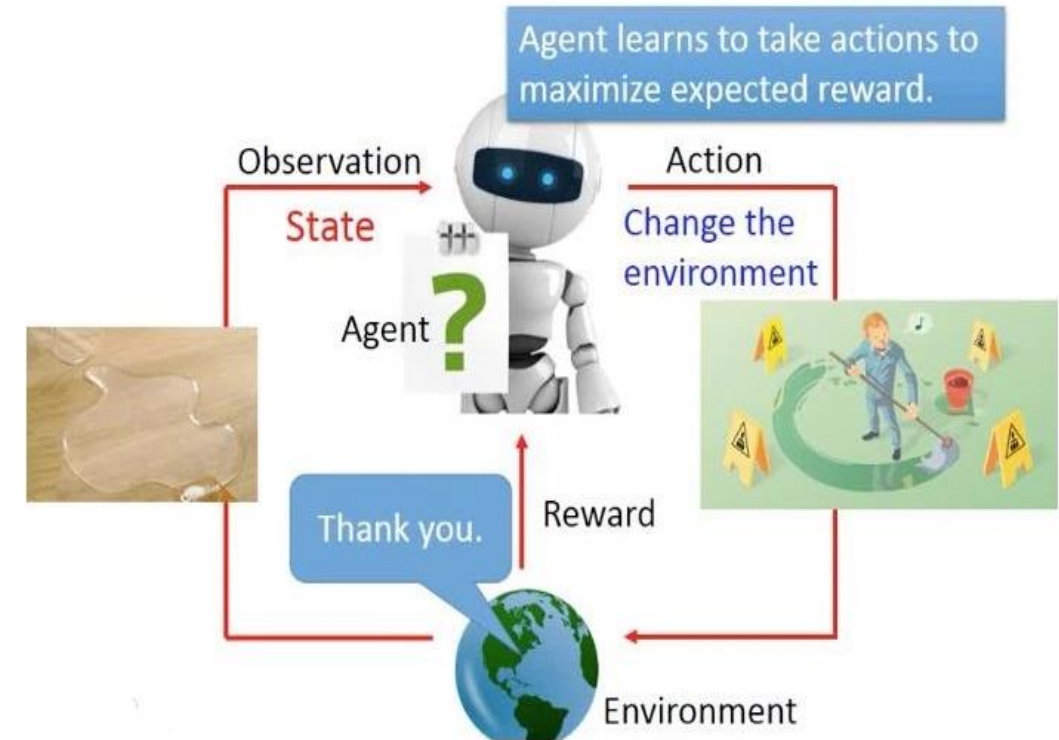 Agent learns to take actions to
maximize expected reward.
Observation
Action
State
Change the
environment
Agent
?
Thank you.
Reward
Environment